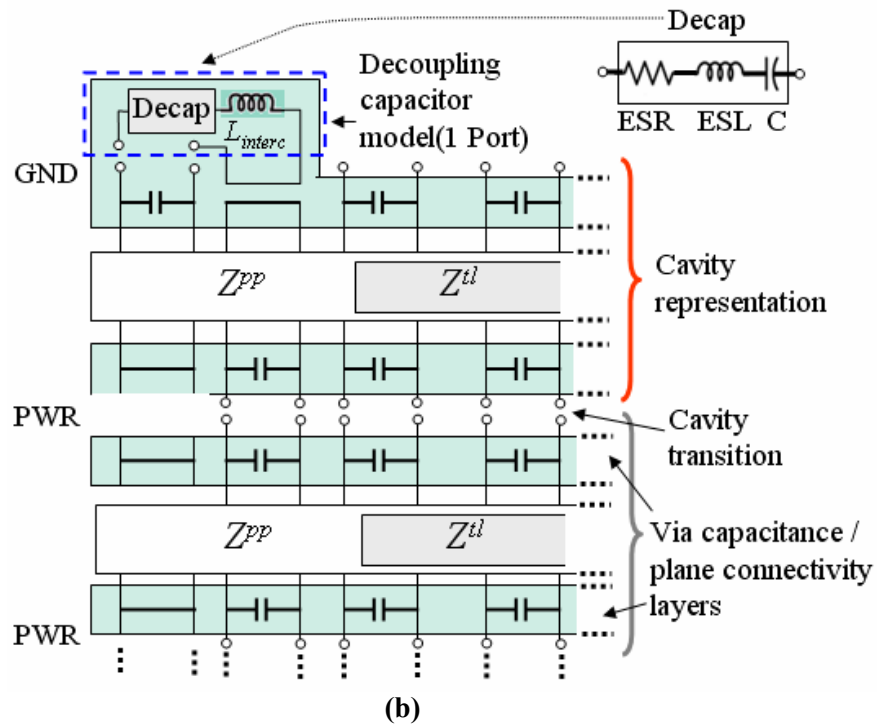 Decap
Decoupling
capacitor
model(1 Port)
Decap
L_interc
ESR ESL C
GND
Z^pp
Z^tl
Cavity
representation
PWR
Cavity
transition
Z^pp
Z^tl
Via capacitance /
plane connectivity
layers
PWR
(b)